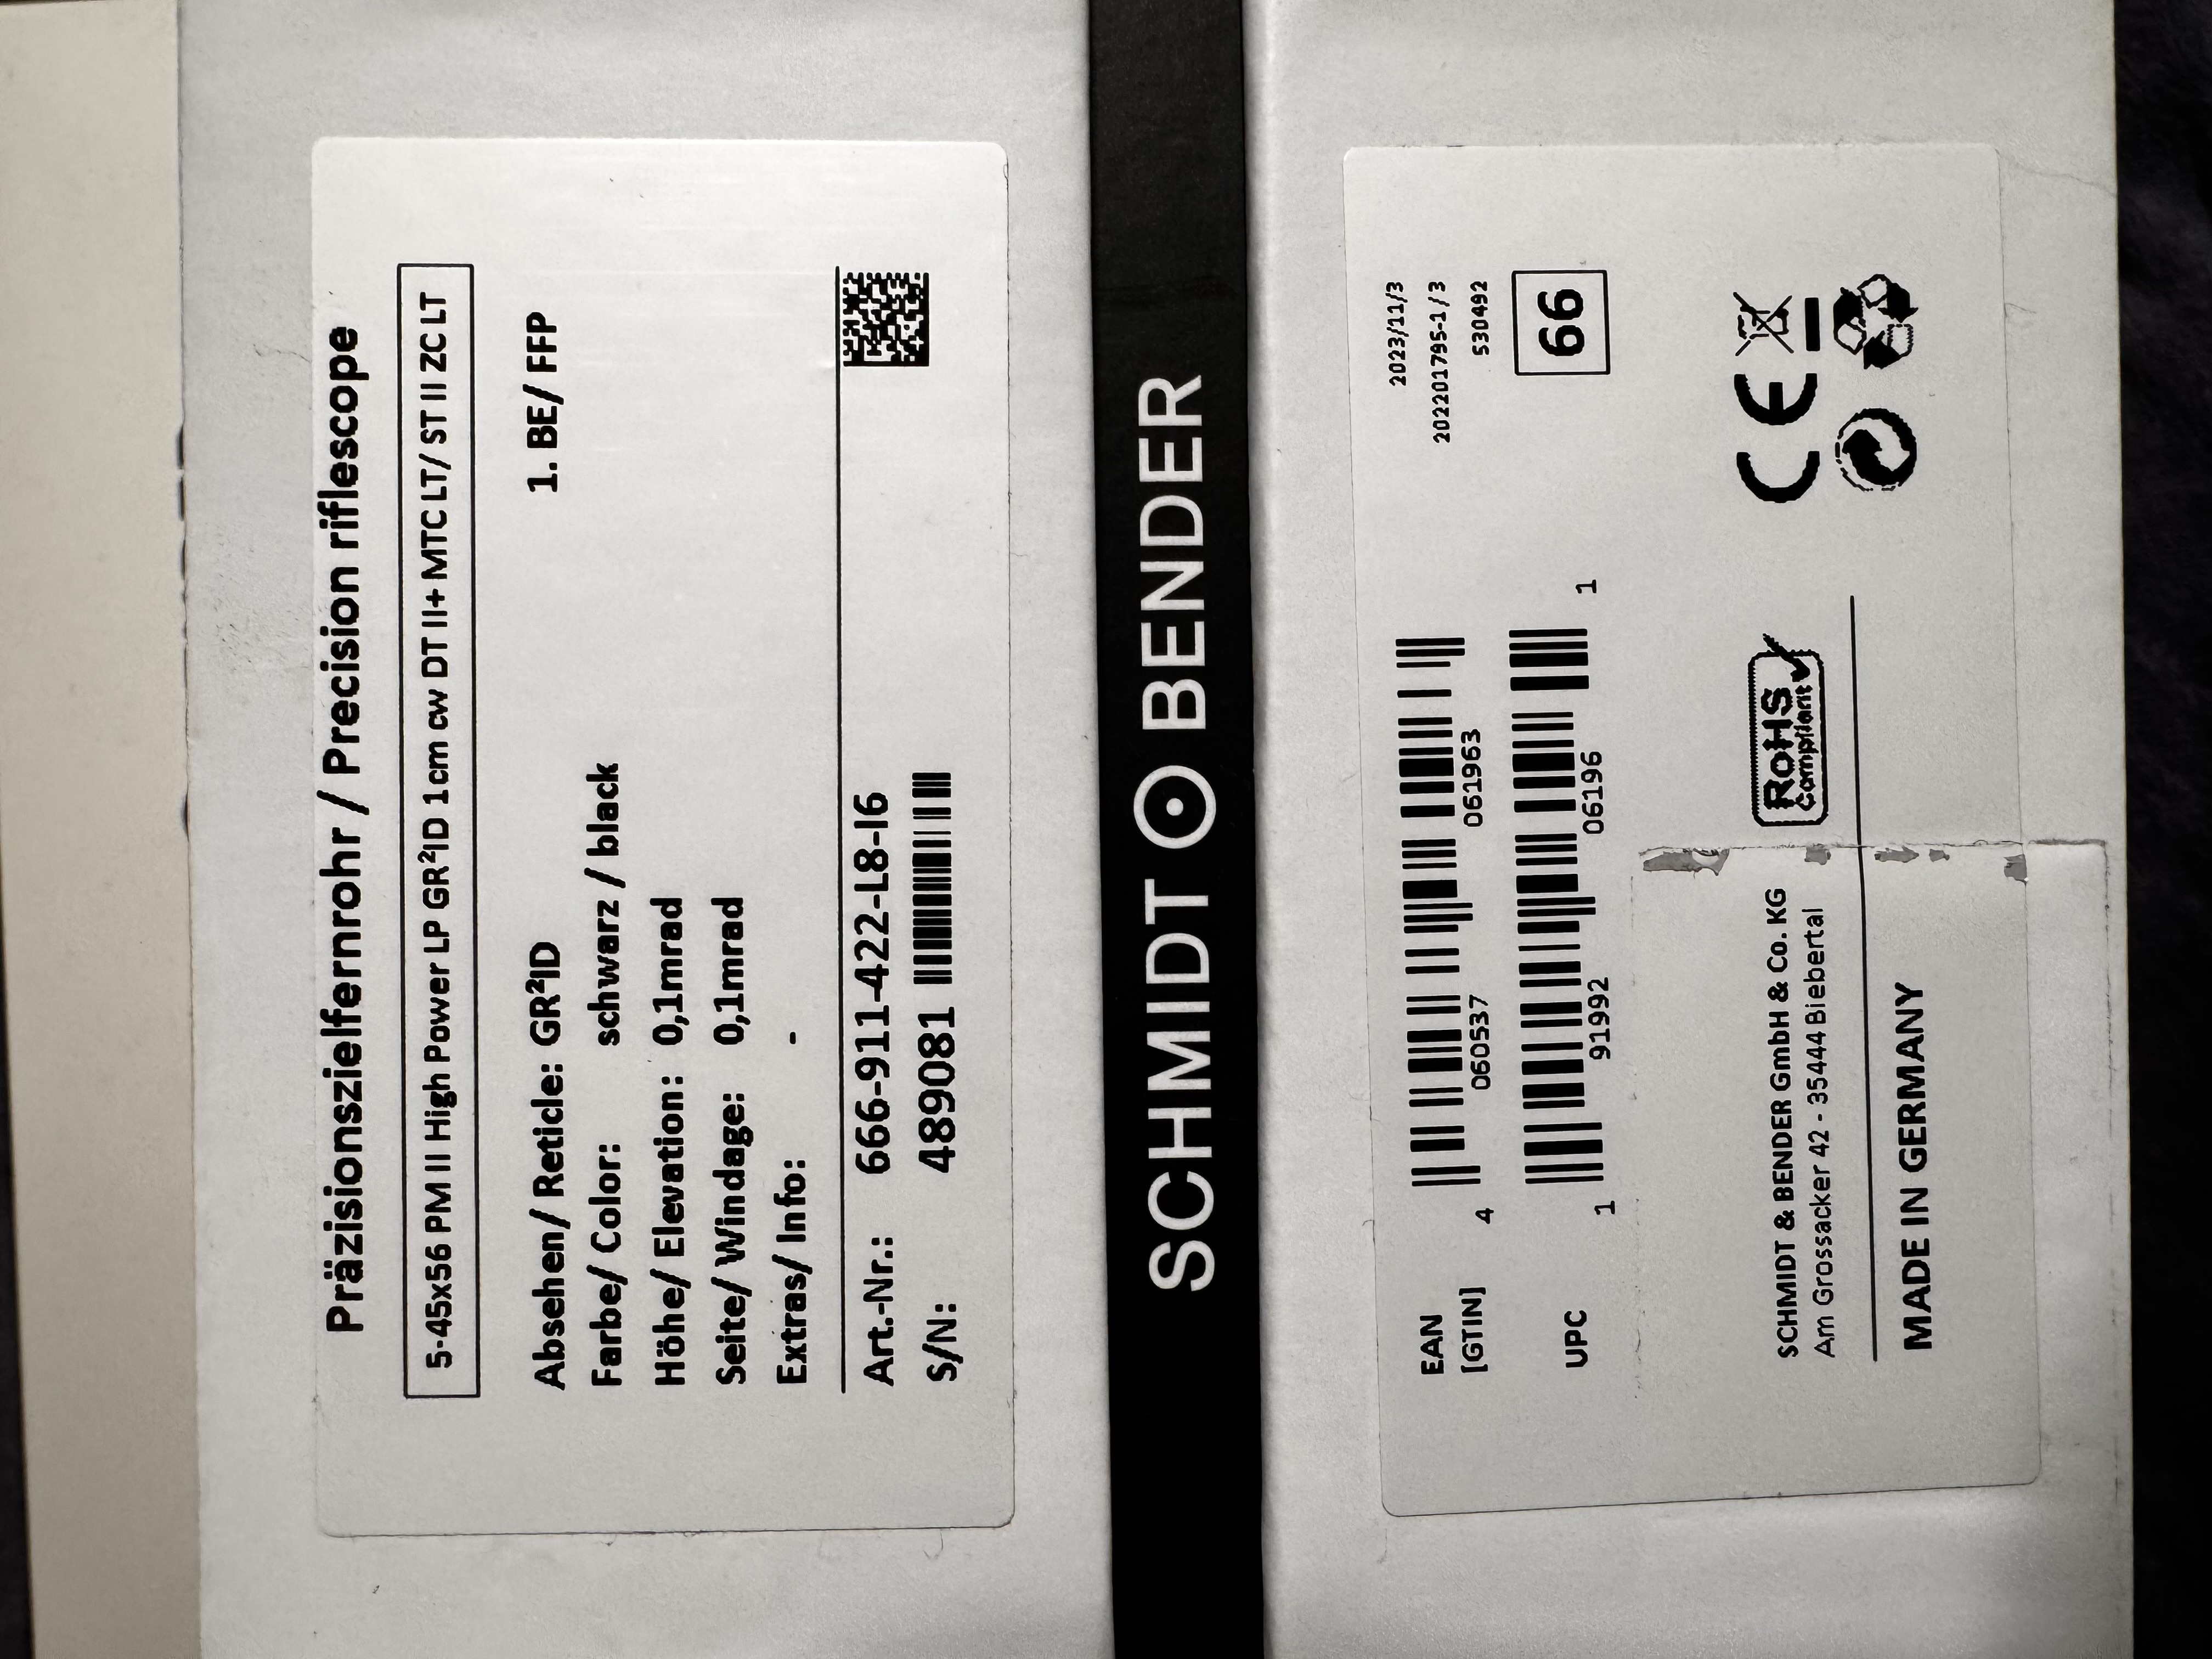 Präzisionszielfernrohr / Precision riflescope
5-45x56 PM II High Power LP GR²ID 1cm cw DT II+ MTC LT/ ST II ZC LT
Absehen/ Reticle: GR²ID 1. BE/ FFP
Farbe/ Color: schwarz / black
Höhe/ Elevation: 0,1mrad
Seite/ Windage: 0,1mrad
Extras/ Info: -
Art.-Nr.: 666-911-422-L8-I6
S/N: 489081
SCHMIDT BENDER
2023/11/3
202201795-1 / 3
530492
66
EAN
[GTIN]
4 060537 061963
UPC
1 91992 06196 1
SCHMIDT & BENDER GmbH & Co. KG
Am Grossacker 42 - 35444 Biebertal
RoHS
Compliant
CE
MADE IN GERMANY